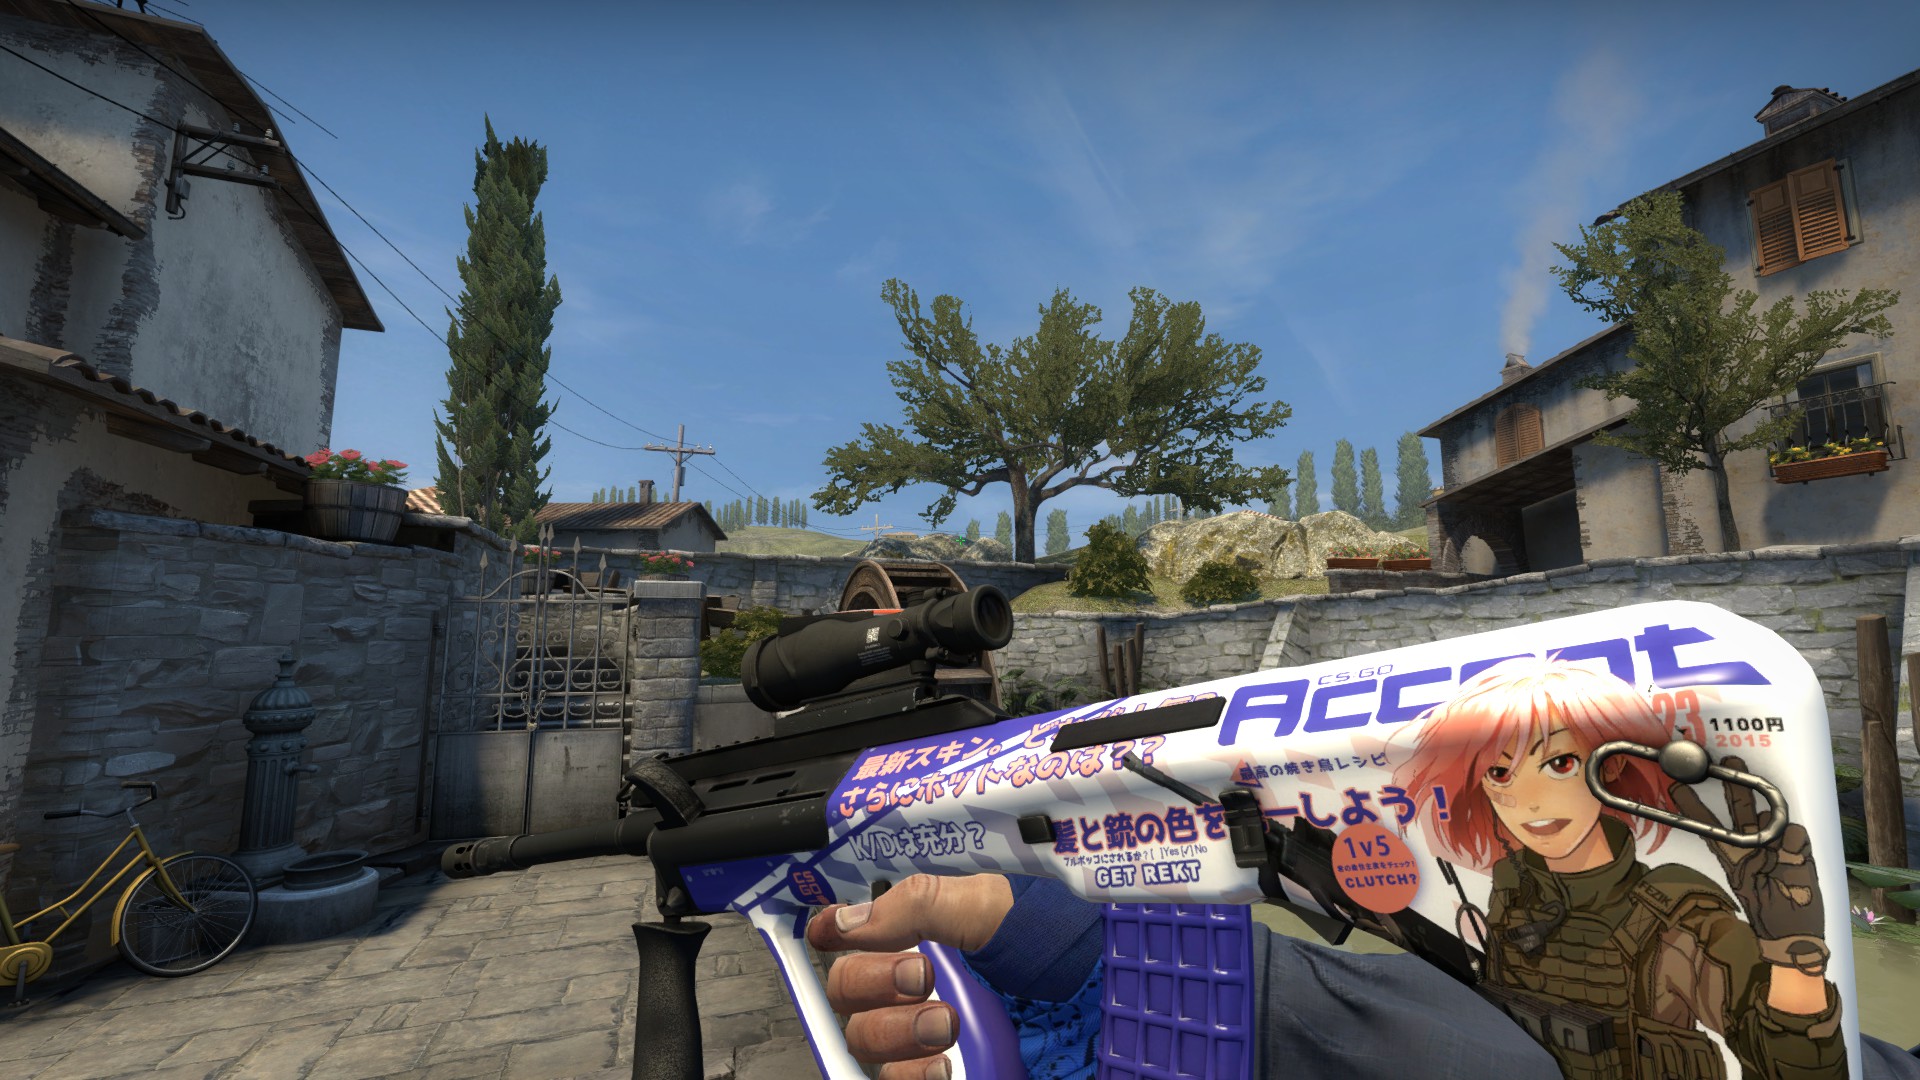 CS:GO
Accent
23
1100円
2015
最新スキン。ど
さらにホットなのは？？
最高の焼き鳥レシピ
K/Dは充分？
髪と銃の色を
ーしよう！
フルボッコにされるか？[ ]Yes [✓] No
GET REKT
1v5
CLUTCH?
CS
GO